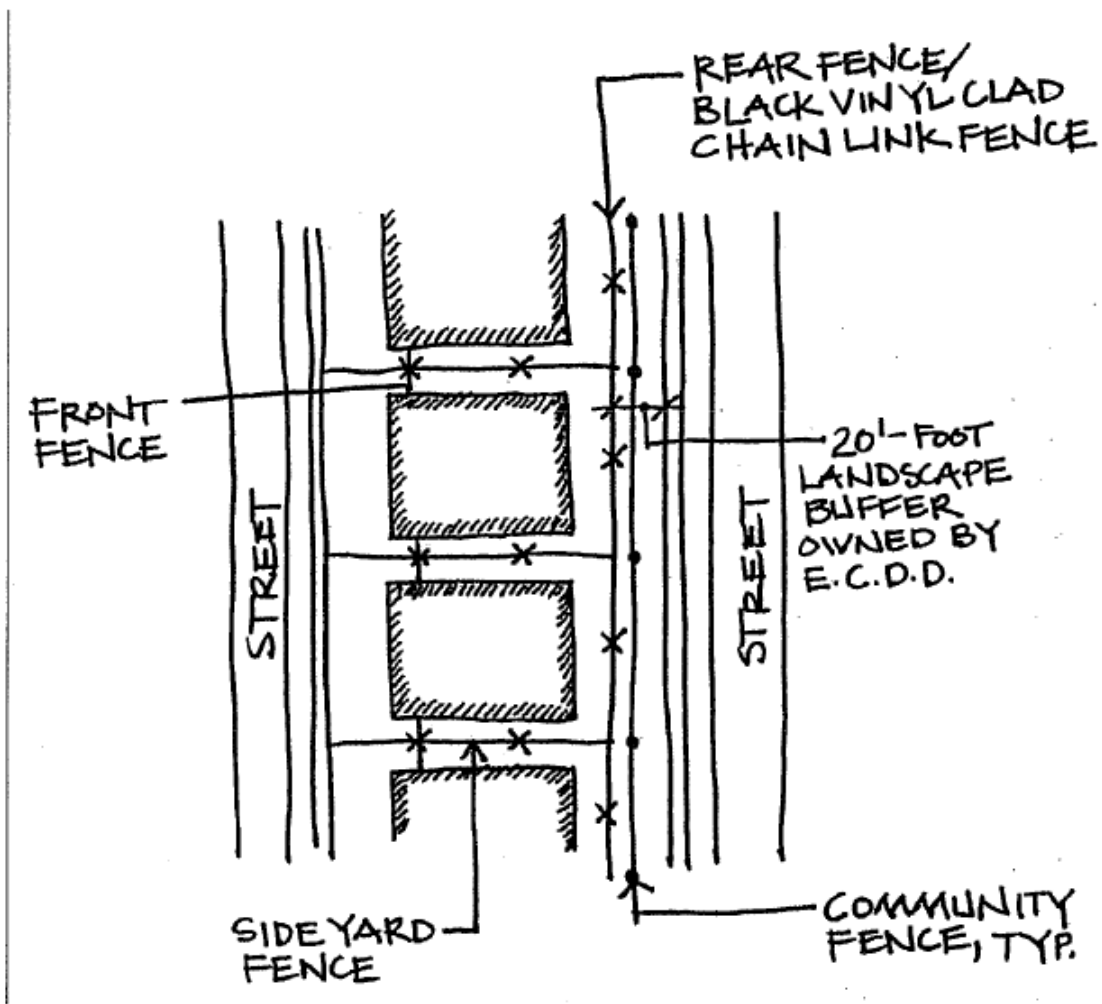 REAR FENCE/
BLACK VINYL CLAD
CHAIN LINK FENCE
FRONT
FENCE
20'-FOOT
LANDSCAPE
BUFFER
OWNED BY
E.C.D.D.
STREET
STREET
SIDE YARD
FENCE
COMMUNITY
FENCE, TYP.